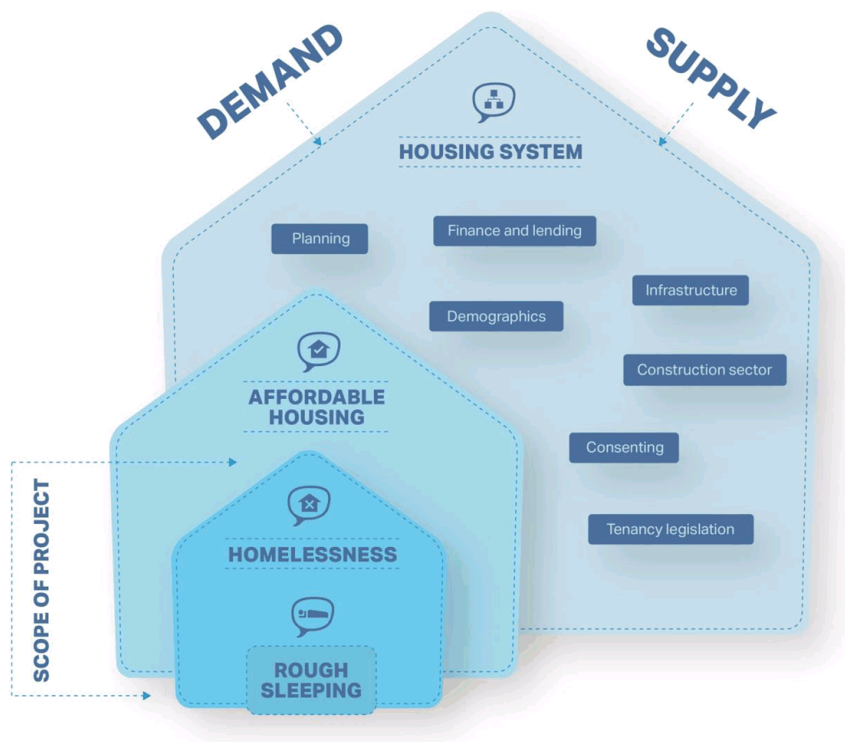 DEMAND
SUPPLY
HOUSING SYSTEM
Planning
Finance and lending
Infrastructure
Demographics
Construction sector
AFFORDABLE
HOUSING
Consenting
SCOPE OF PROJECT
Tenancy legislation
HOMELESSNESS
ROUGH
SLEEPING